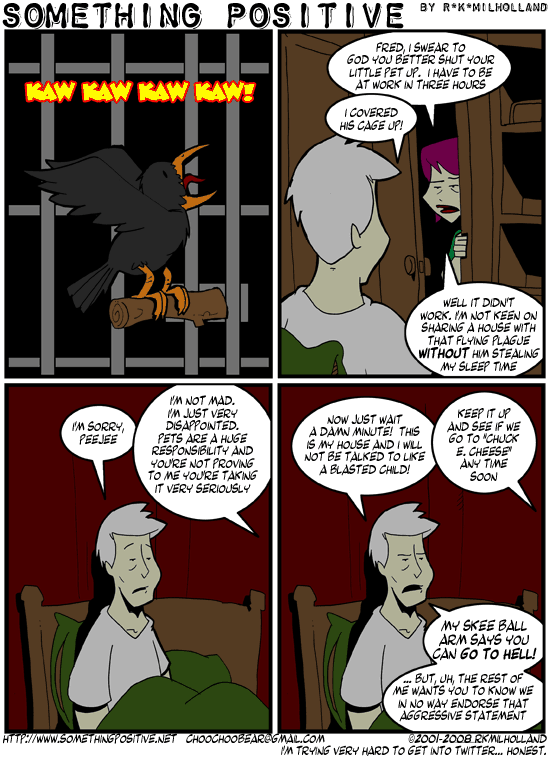 SOMETHING POSITIVE BY R*K*MILHOLLAND
KAW KAW KAW KAW!
FRED, I SWEAR TO
GOD YOU BETTER SHUT YOUR
LITTLE PET UP. I HAVE TO BE
AT WORK IN THREE HOURS
I COVERED
HIS CAGE UP!
WELL IT DIDN'T
WORK. I'M NOT KEEN ON
SHARING A HOUSE WITH
THAT FLYING PLAGUE
WITHOUT HIM STEALING
MY SLEEP TIME
I'M SORRY,
PEEJEE
I'M NOT MAD.
I'M JUST VERY
DISAPPOINTED.
PETS ARE A HUGE
RESPONSIBILITY AND
YOU'RE NOT PROVING
TO ME YOU'RE TAKING
IT VERY SERIOUSLY
NOW JUST WAIT
A DAMN MINUTE! THIS
IS MY HOUSE AND I WILL
NOT BE TALKED TO LIKE
A BLASTED CHILD!
KEEP IT UP
AND SEE IF WE
GO TO "CHUCK
E. CHEESE"
ANY TIME
SOON
MY SKEE BALL
ARM SAYS YOU
CAN GO TO HELL!
... BUT, UH, THE REST OF
ME WANTS YOU TO KNOW WE
IN NO WAY ENDORSE THAT
AGGRESSIVE STATEMENT
HTTP://WWW.SOMETHINGPOSITIVE.NET CHOOCHOOBEAR@GMAIL.COM ©2001-2008 RKMILHOLLAND
I'M TRYING VERY HARD TO GET INTO TWITTER... HONEST.